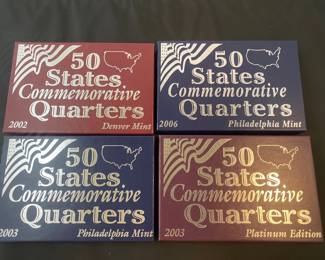 50
States
Commemorative
Quarters
2002 Denver Mint
50
States
Commemorative
Quarters
2006 Philadelphia Mint
50
States
Commemorative
Quarters
2003 Philadelphia Mint
50
States
Commemorative
Quarters
2003 Platinum Edition